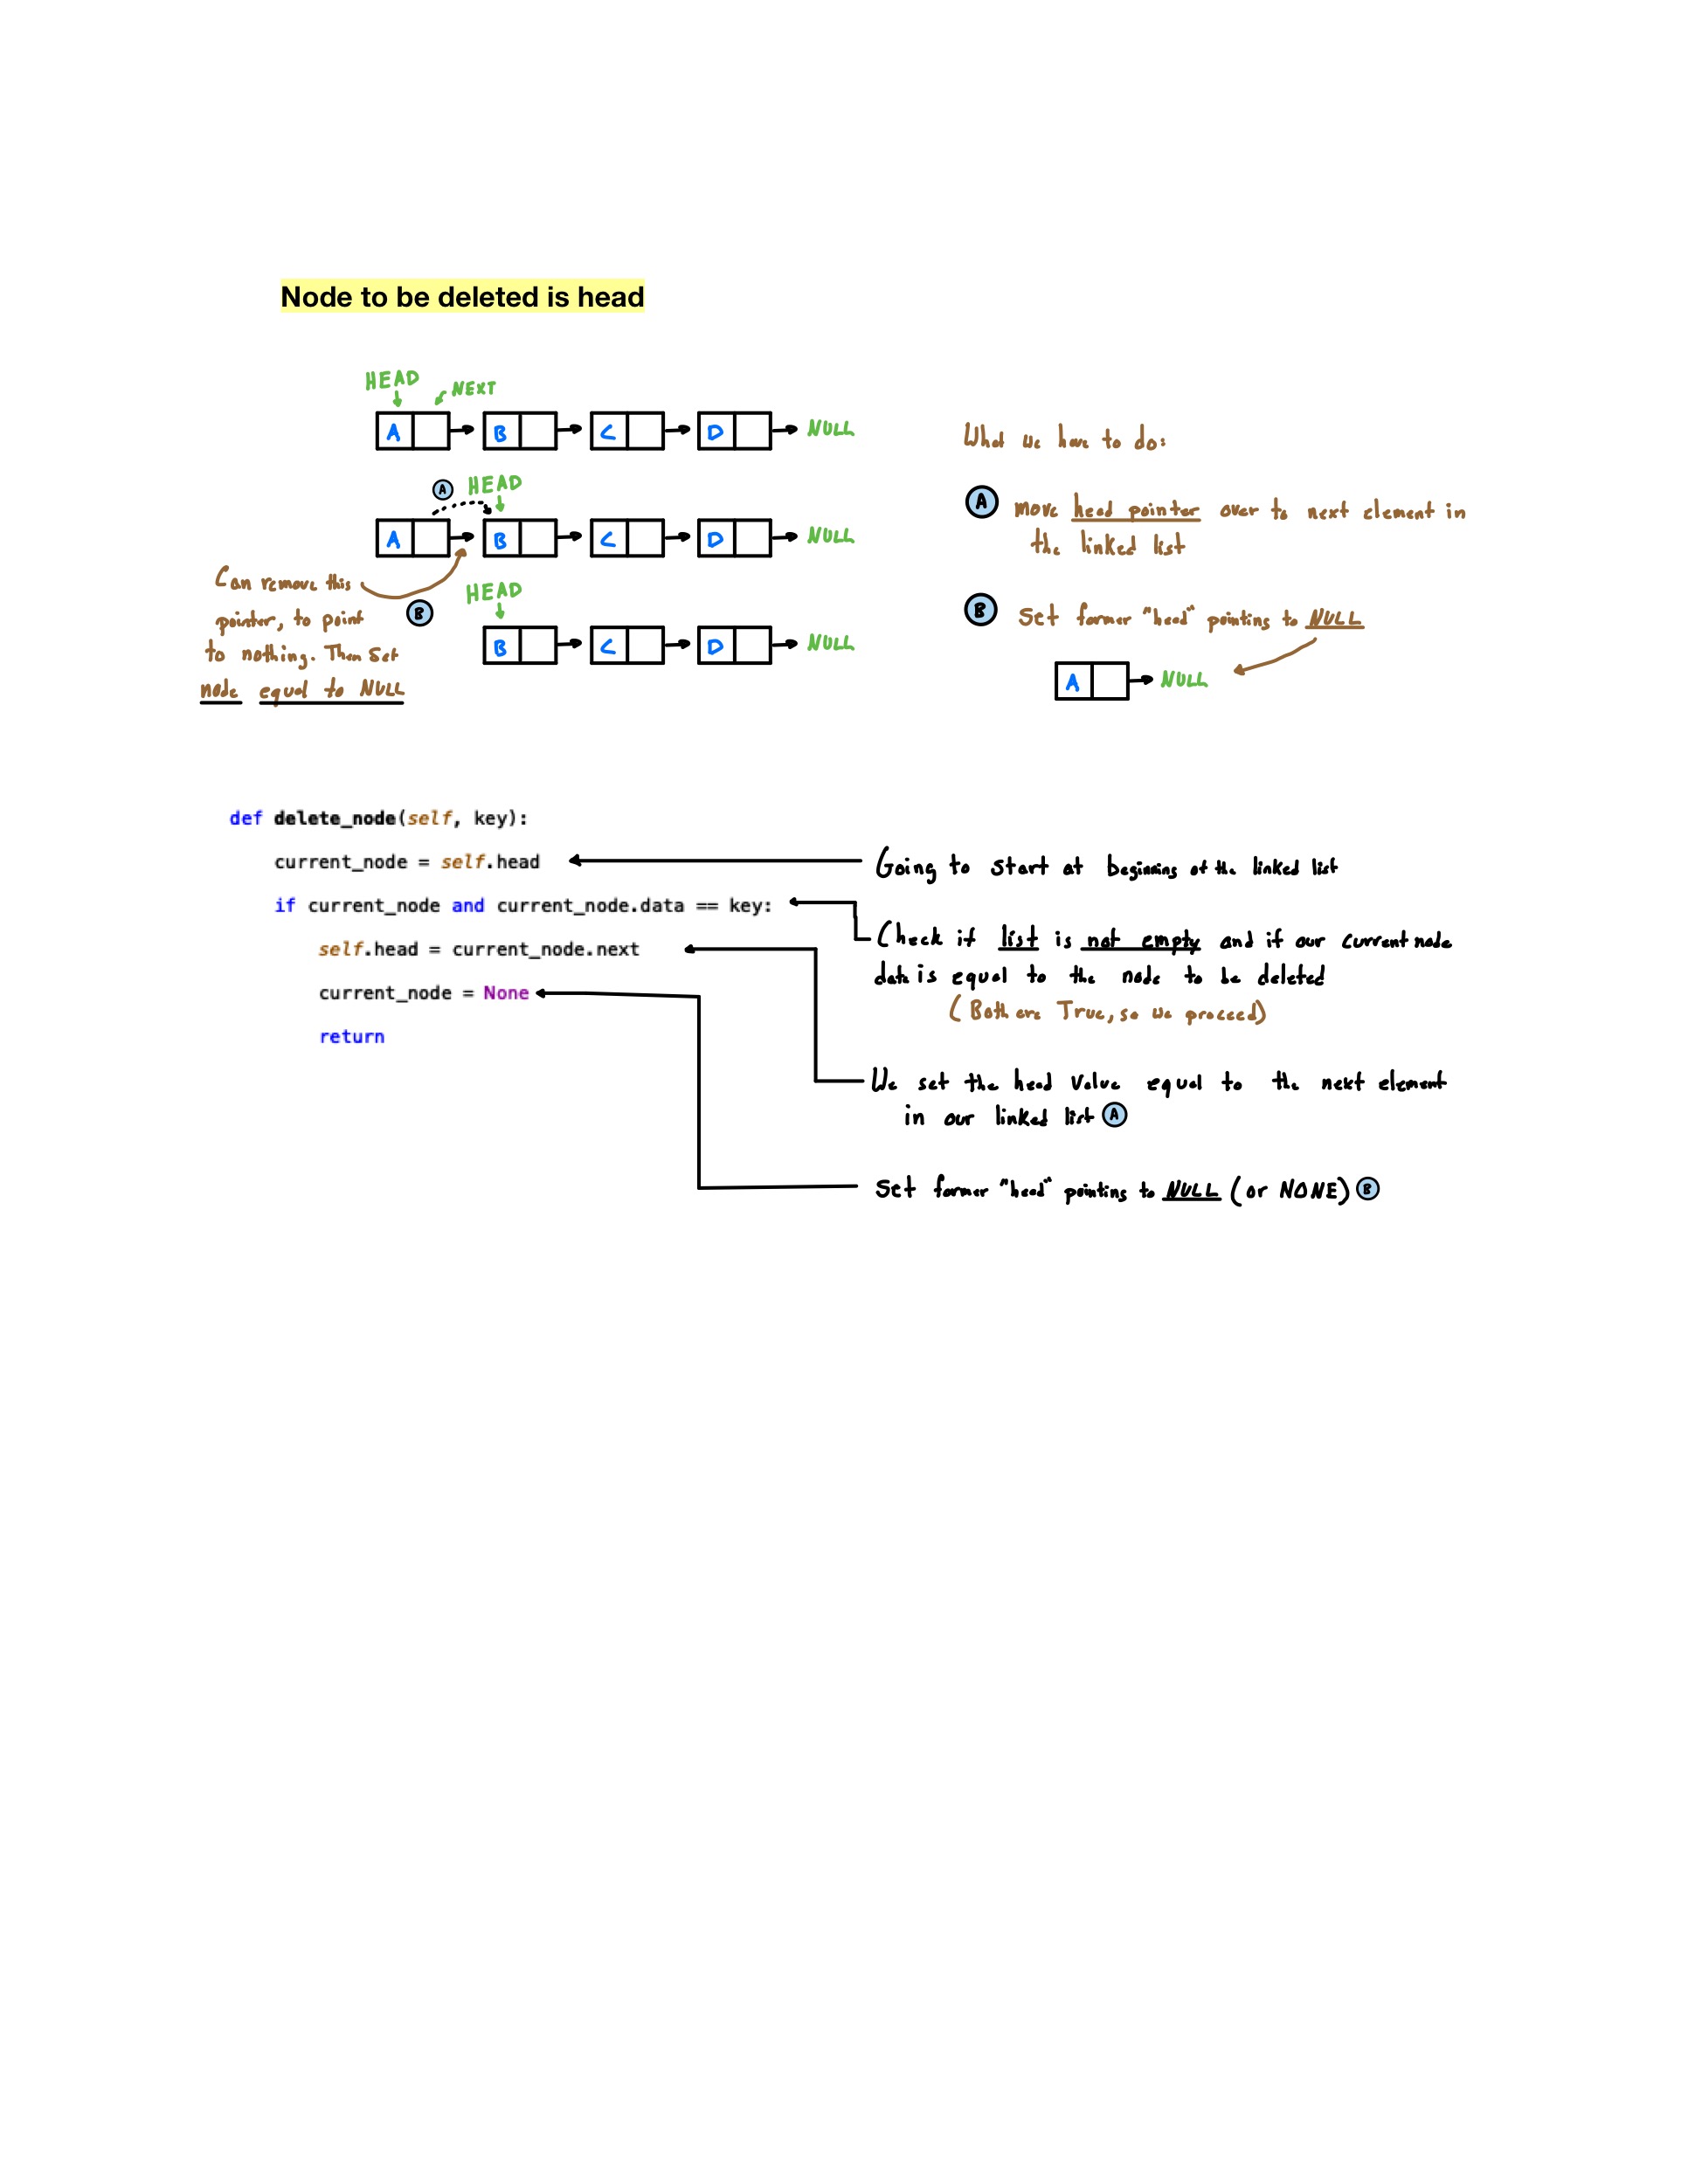 Node to be deleted is head
HEAD
NEXT
A B C D NULL
What we have to do:
A HEAD
A move head pointer over to next element in
the linked list
A B C D NULL
Can remove this
pointer, to point
to nothing. Then set
node equal to NULL
B
HEAD
B C D NULL
B Set former "head" pointing to NULL
A NULL
def delete_node(self, key):
current_node = self.head
Going to start at beginning of the linked list
if current_node and current_node.data == key:
Check if list is not empty and if our current node
data is equal to the node to be deleted
(Both are True, so we proceed)
self.head = current_node.next
current_node = None
return
We set the head value equal to the next element
in our linked list A
Set former "head" pointing to NULL (or NONE) B